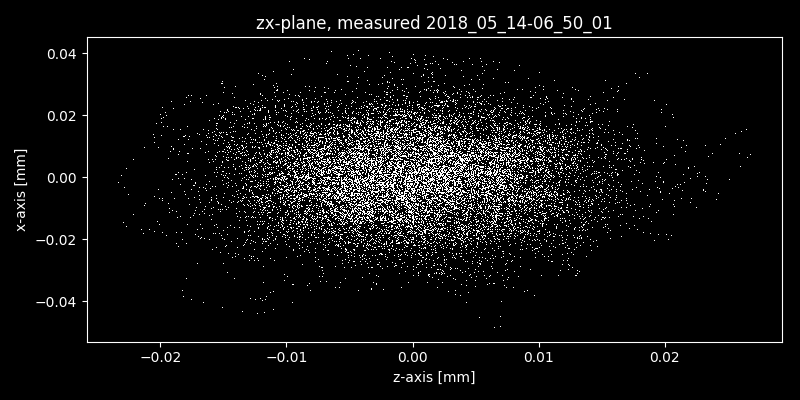 zx-plane, measured 2018_05_14-06_50_01
0.04
0.02
0.00
−0.02
−0.04
x-axis [mm]
−0.02 −0.01 0.00 0.01 0.02
z-axis [mm]